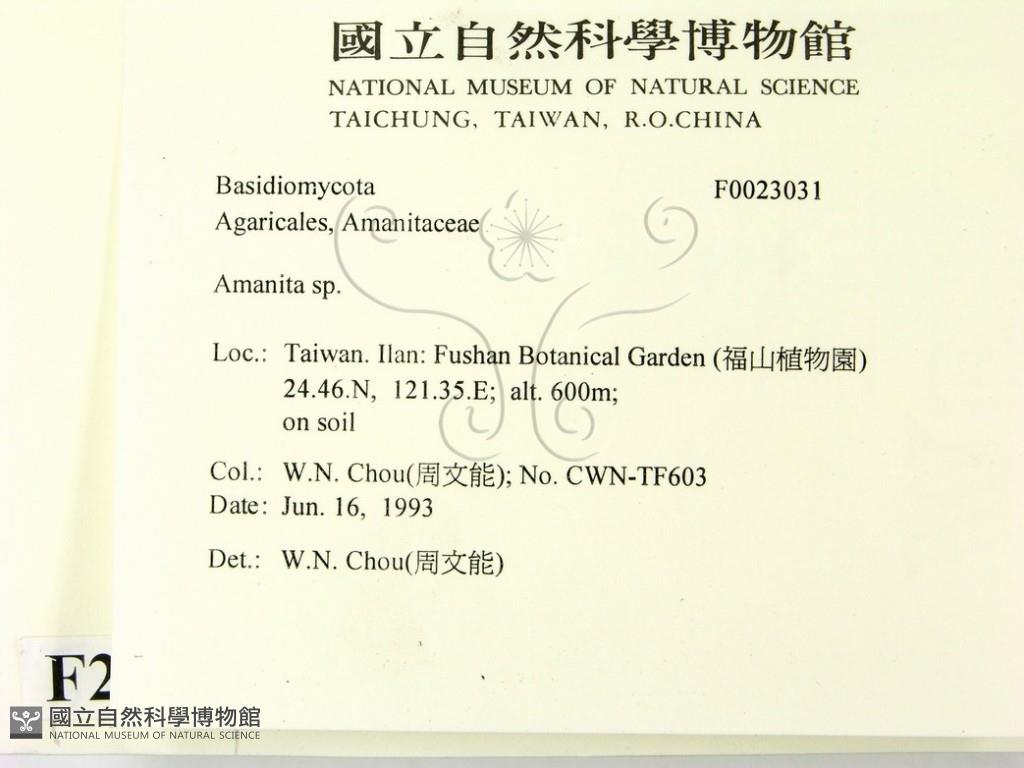 國立自然科學博物館
NATIONAL MUSEUM OF NATURAL SCIENCE
TAICHUNG, TAIWAN, R.O.CHINA
Basidiomycota F0023031
Agaricales, Amanitaceae
Amanita sp.
Loc.: Taiwan. Ilan: Fushan Botanical Garden (福山植物園)
24.46.N, 121.35.E; alt. 600m;
on soil
Col.: W.N. Chou(周文能); No. CWN-TF603
Date: Jun. 16, 1993
Det.: W.N. Chou(周文能)
F2
國立自然科學博物館
NATIONAL MUSEUM OF NATURAL SCIENCE